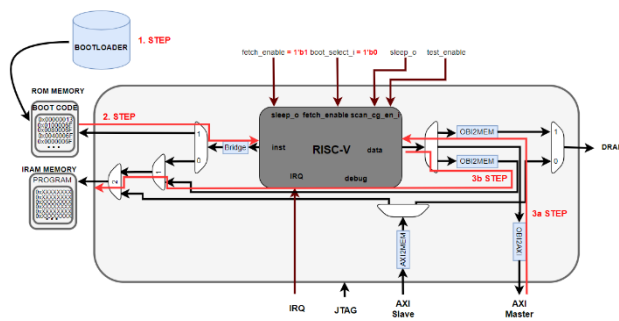 1. STEP
BOOTLOADER
fetch_enable = 1'b1 boot_select_i = 1'b0 sleep_o test_enable
ROM MEMORY
BOOT CODE
2. STEP
sleep_o fetch_enable scan_cg_en_i
1
OBI2MEM
1
Bridge
inst
RISC-V
data
DRAM
0
OBI2MEM
0
IRAM MEMORY
PROGRAM
2
1
IRQ
debug
3b STEP
3a STEP
AXI2MEM
OBI2AXI
IRQ
JTAG
AXI
Slave
AXI
Master